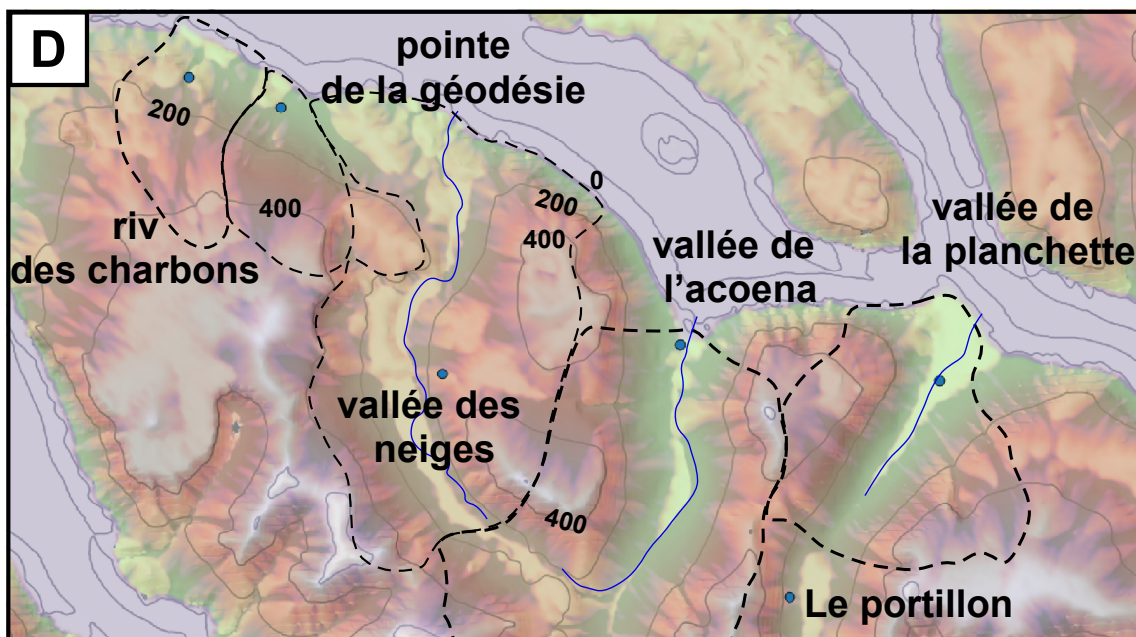 D
pointe
de la géodésie
200
0
200
400
400
riv
des charbons
vallée de
l'acoena
vallée de
la planchette
vallée des
neiges
400
Le portillon